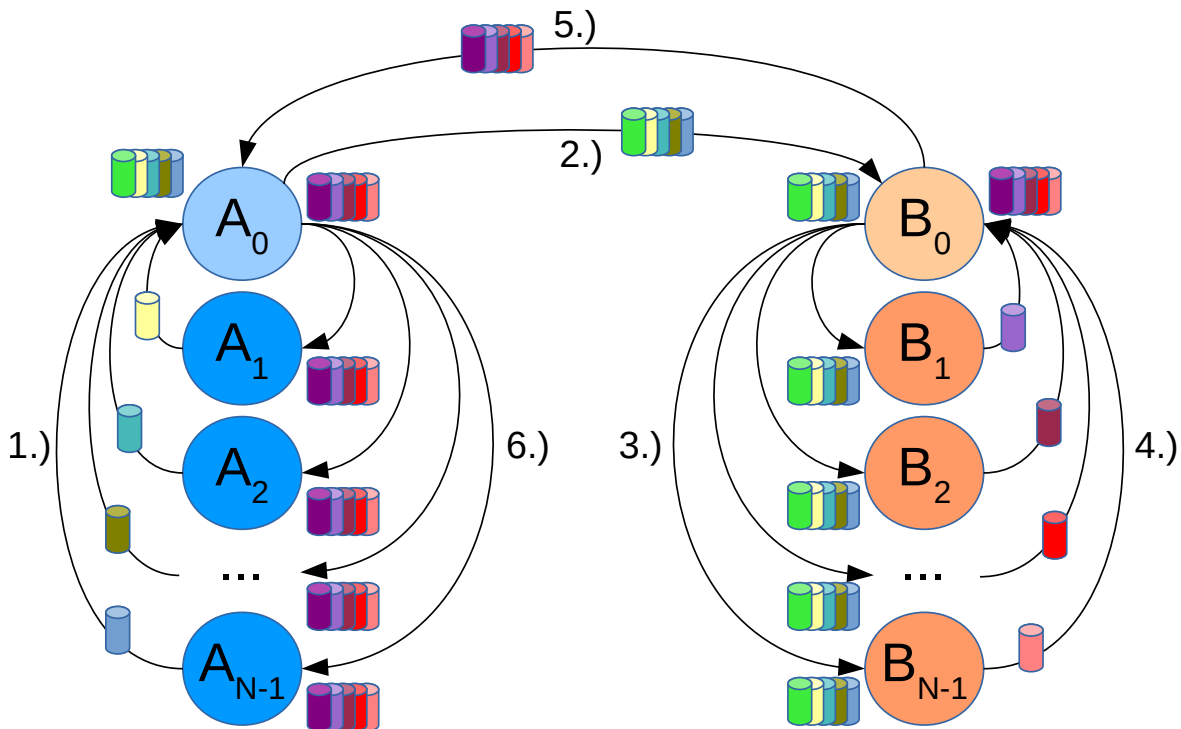 5.)
2.)
A0
B0
A1
B1
1.)
A2
6.)
3.)
B2
4.)
...
...
AN-1
BN-1